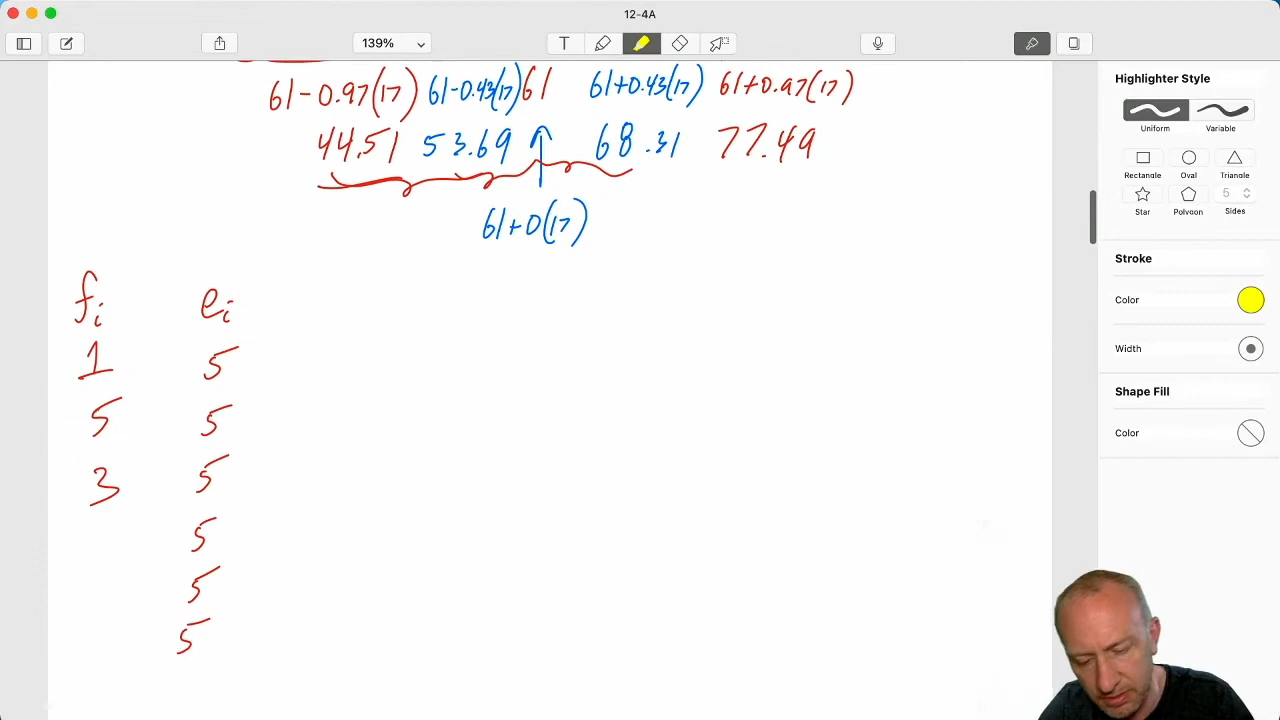 12-4A
139%
T
61-0.97(17) 61-0.43(17) 61 61+0.43(17) 61+0.97(17)
44.51 53.69 68.31 77.49
61+0(17)
fi ei
1 5
5 5
3 5
5
5
5
Highlighter Style
Uniform Variable
Rectangle Oval Triangle
5
Star Polygon Sides
Stroke
Color
Width
Shape Fill
Color